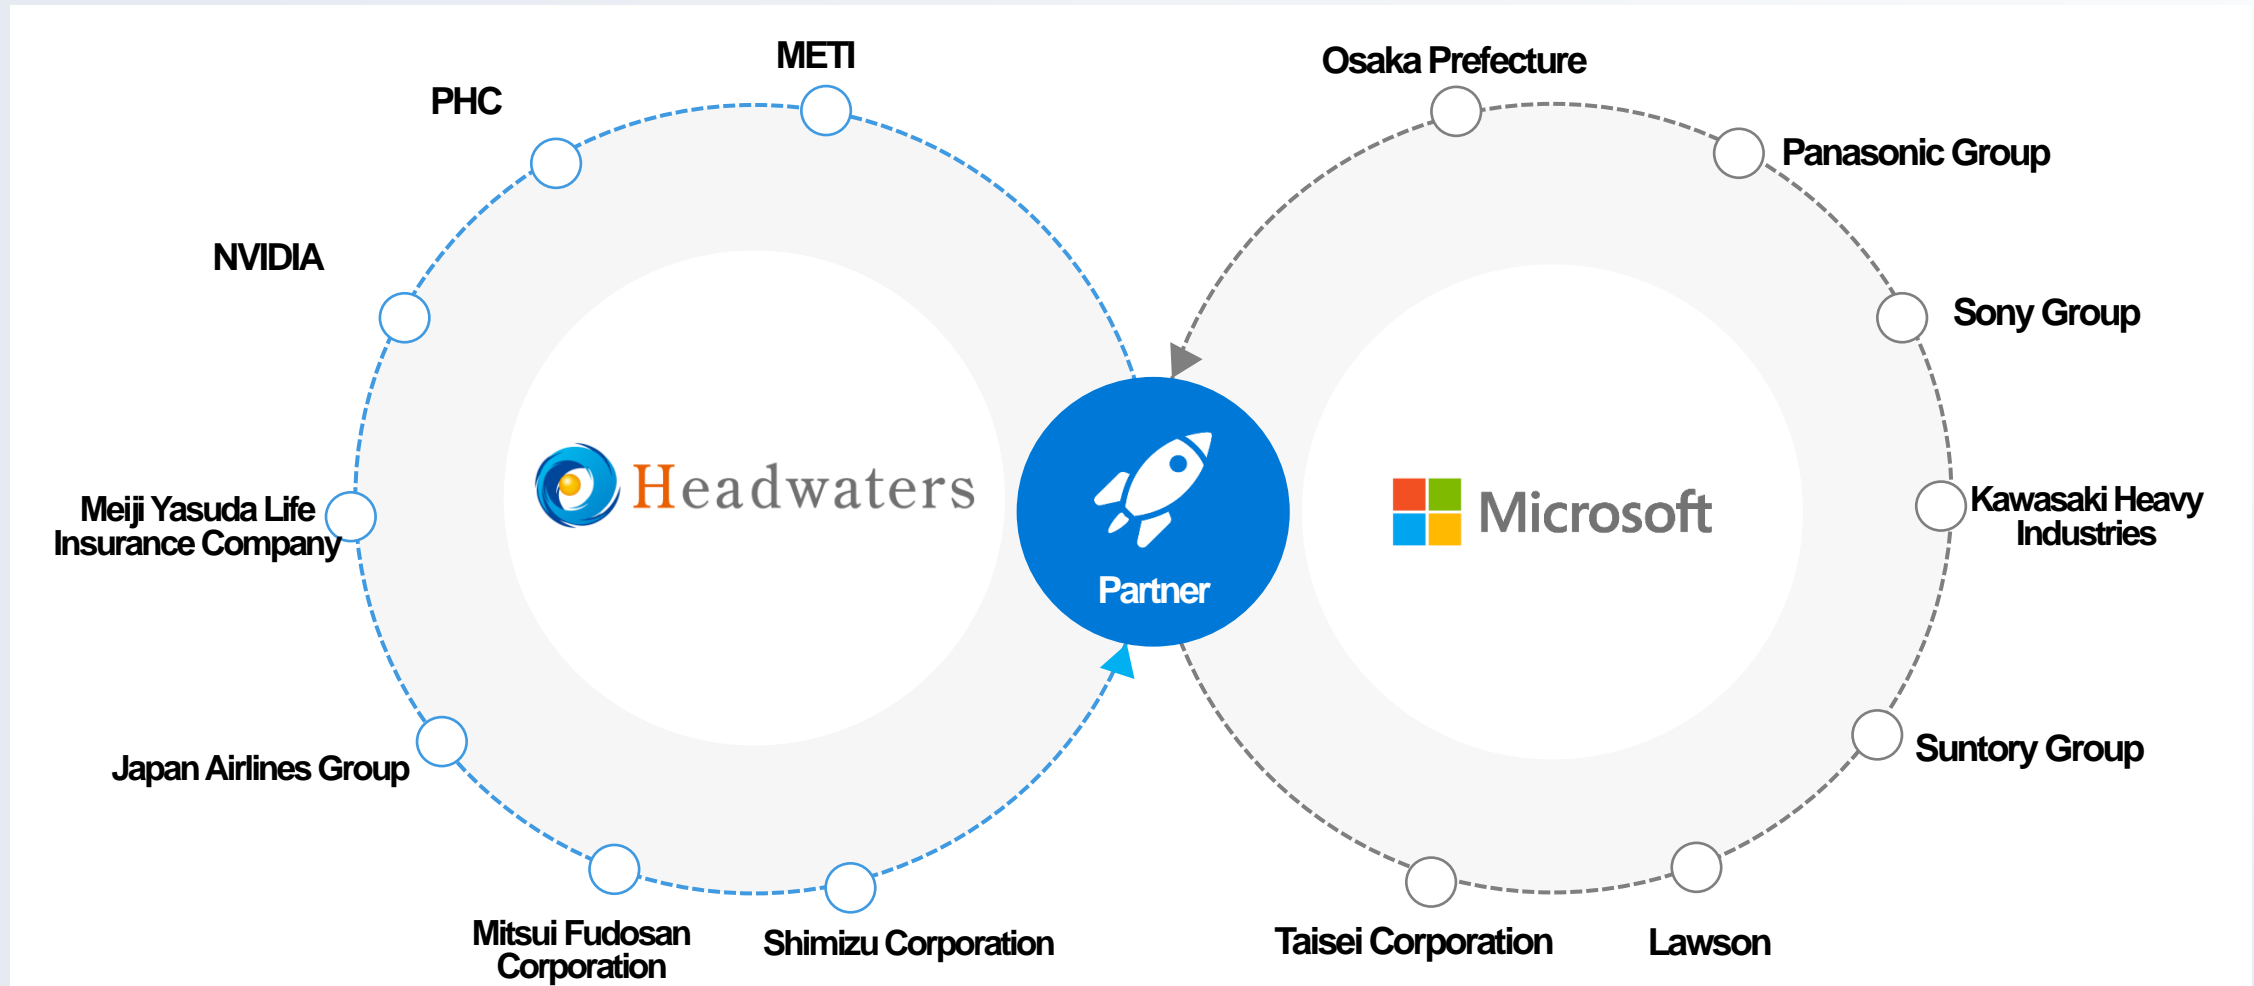 METI
PHC
NVIDIA
Meiji Yasuda Life
Insurance Company
Japan Airlines Group
Mitsui Fudosan
Corporation
Shimizu Corporation
Headwaters
Partner
Microsoft
Osaka Prefecture
Panasonic Group
Sony Group
Kawasaki Heavy
Industries
Suntory Group
Lawson
Taisei Corporation